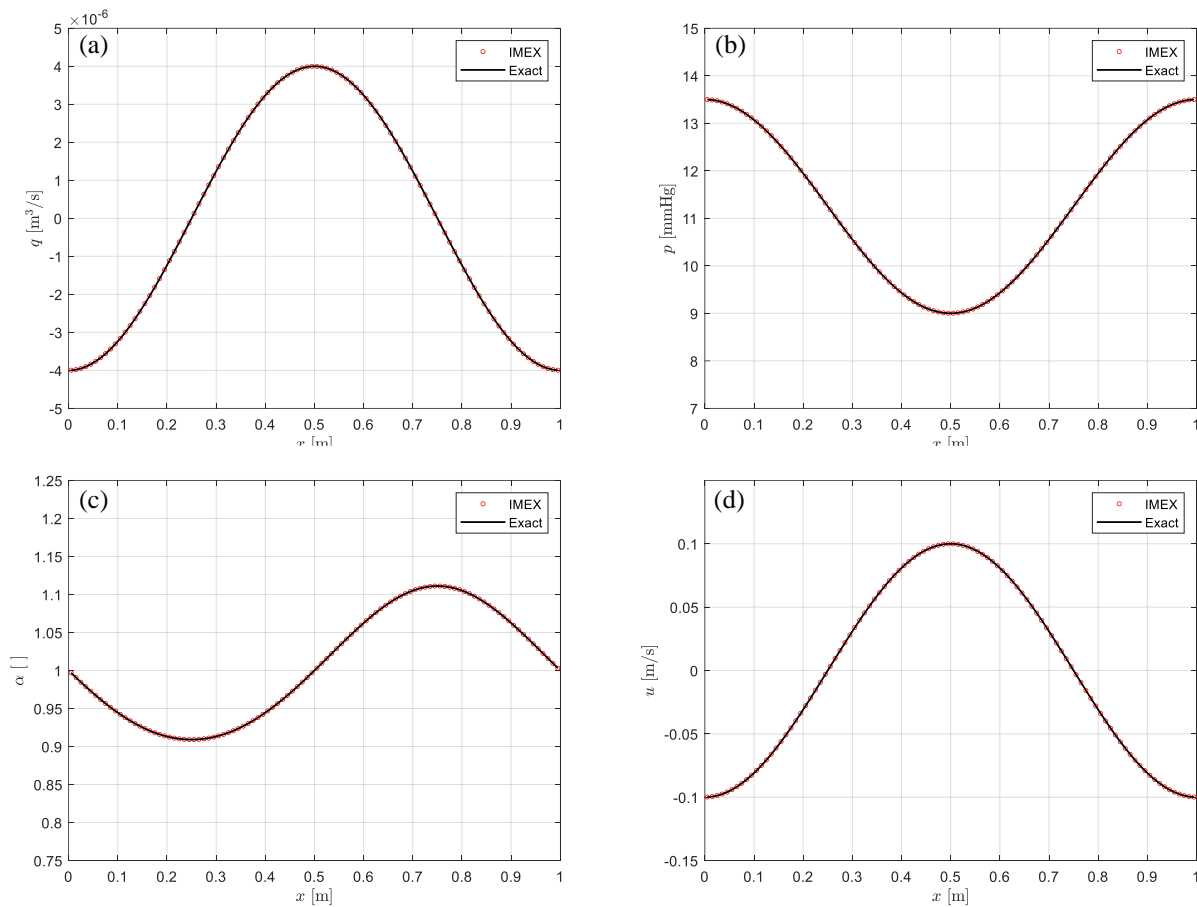 ×10⁻⁶
(a)
IMEX
Exact
5
4
3
2
1
0
-1
-2
-3
-4
-5
q [m³/s]
0 0.1 0.2 0.3 0.4 0.5 0.6 0.7 0.8 0.9 1
x [m]
(b)
IMEX
Exact
15
14
13
12
11
10
9
8
7
p [mmHg]
0 0.1 0.2 0.3 0.4 0.5 0.6 0.7 0.8 0.9 1
x [m]
(c)
IMEX
Exact
1.25
1.2
1.15
1.1
1.05
1
0.95
0.9
0.85
0.8
0.75
α [ ]
0 0.1 0.2 0.3 0.4 0.5 0.6 0.7 0.8 0.9 1
x [m]
(d)
IMEX
Exact
0.1
0.05
0
-0.05
-0.1
-0.15
u [m/s]
0 0.1 0.2 0.3 0.4 0.5 0.6 0.7 0.8 0.9 1
x [m]